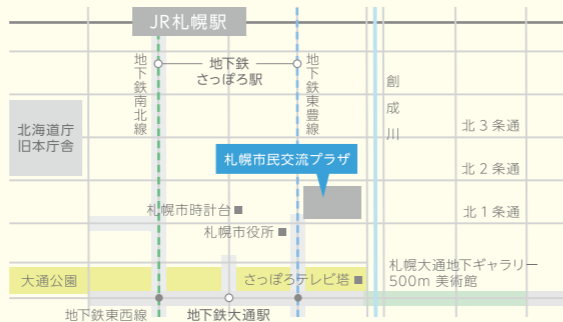 JR札幌駅
地下鉄南北線
地下鉄
さっぽろ駅
地下鉄東豊線
創成川
北海道庁
旧本庁舎
北3条通
札幌市民交流プラザ
北2条通
札幌市時計台
北1条通
札幌市役所
大通公園
さっぽろテレビ塔
札幌大通地下ギャラリー
500m 美術館
地下鉄東西線
地下鉄大通駅